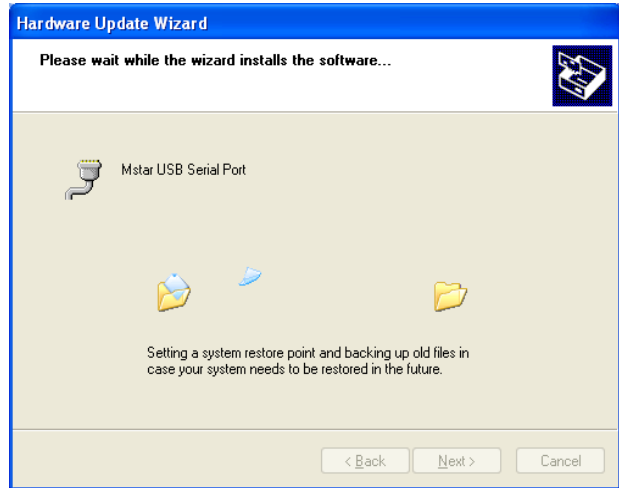 Hardware Update Wizard
Please wait while the wizard installs the software...
Mstar USB Serial Port
Setting a system restore point and backing up old files in
case your system needs to be restored in the future.
< Back Next > Cancel